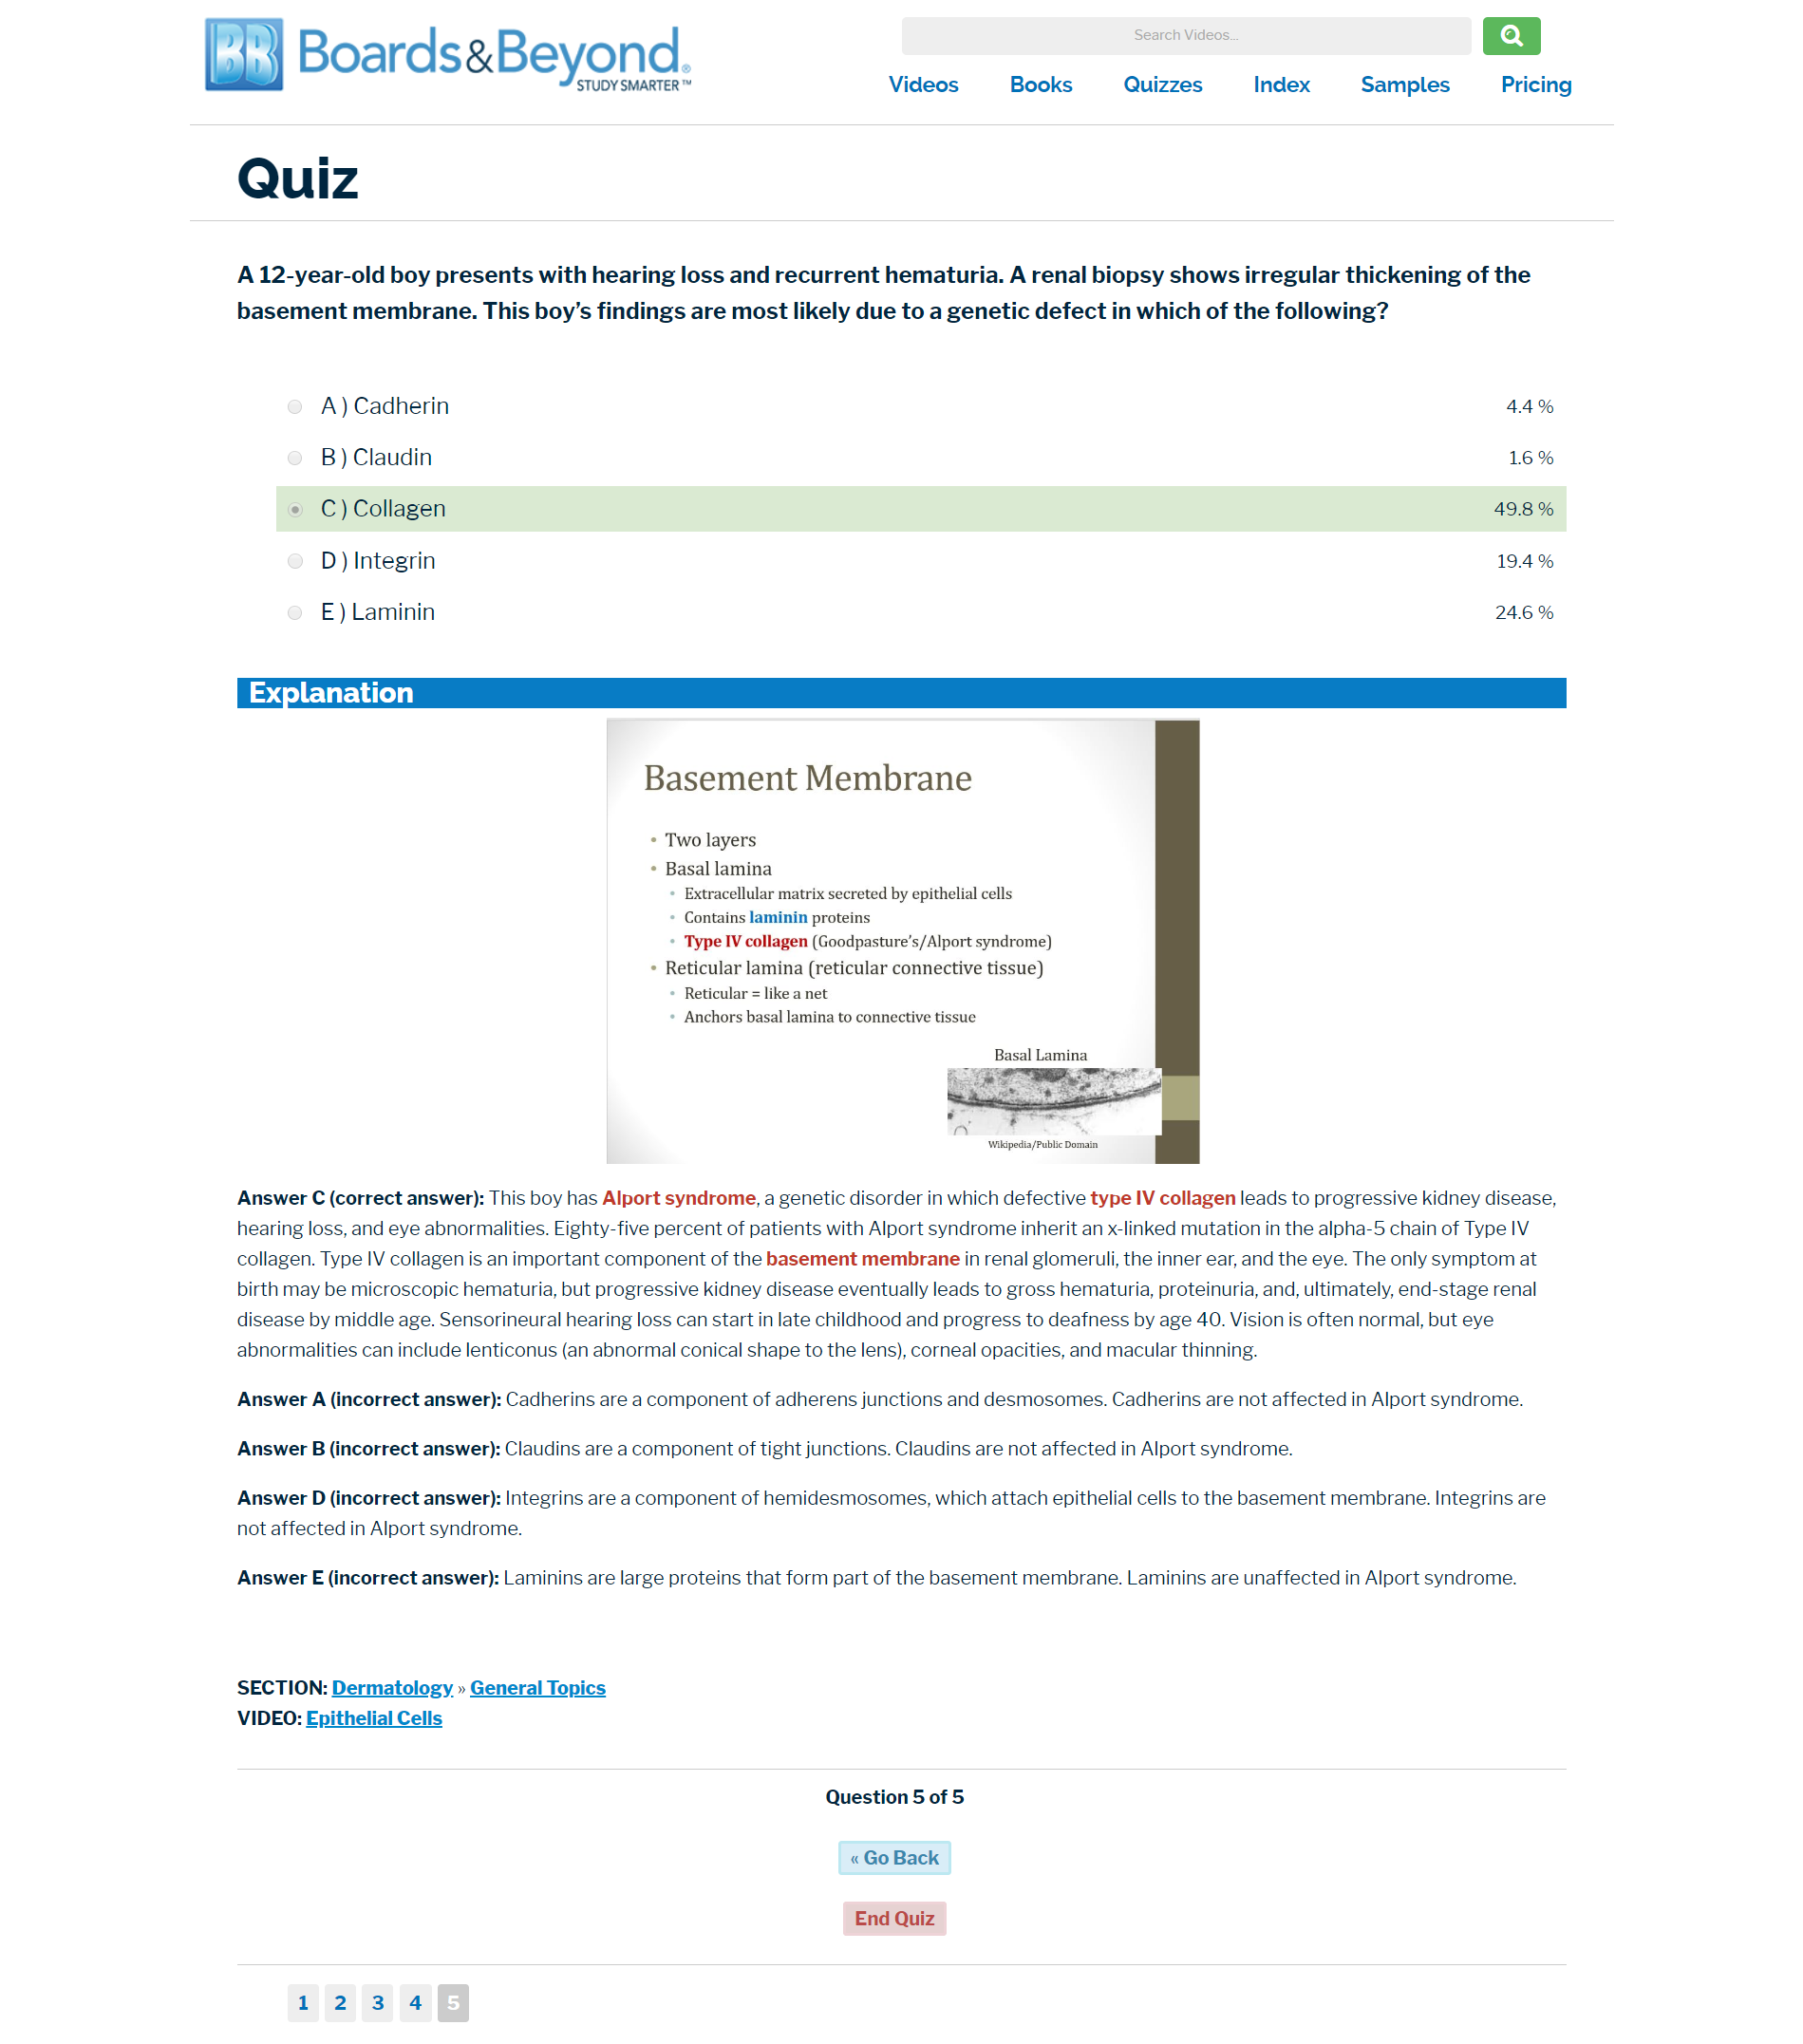 BB Boards&Beyond®
STUDY SMARTER™
Search Videos...
Videos Books Quizzes Index Samples Pricing
Quiz
A 12-year-old boy presents with hearing loss and recurrent hematuria. A renal biopsy shows irregular thickening of the
basement membrane. This boy’s findings are most likely due to a genetic defect in which of the following?
A ) Cadherin 4.4 %
B ) Claudin 1.6 %
C ) Collagen 49.8 %
D ) Integrin 19.4 %
E ) Laminin 24.6 %
Explanation
Basement Membrane
• Two layers
• Basal lamina
• Extracellular matrix secreted by epithelial cells
• Contains laminin proteins
• Type IV collagen (Goodpasture’s/Alport syndrome)
• Reticular lamina (reticular connective tissue)
• Reticular = like a net
• Anchors basal lamina to connective tissue
Basal Lamina
Wikipedia/Public Domain
Answer C (correct answer): This boy has Alport syndrome, a genetic disorder in which defective type IV collagen leads to progressive kidney disease,
hearing loss, and eye abnormalities. Eighty-five percent of patients with Alport syndrome inherit an x-linked mutation in the alpha-5 chain of Type IV
collagen. Type IV collagen is an important component of the basement membrane in renal glomeruli, the inner ear, and the eye. The only symptom at
birth may be microscopic hematuria, but progressive kidney disease eventually leads to gross hematuria, proteinuria, and, ultimately, end-stage renal
disease by middle age. Sensorineural hearing loss can start in late childhood and progress to deafness by age 40. Vision is often normal, but eye
abnormalities can include lenticonus (an abnormal conical shape to the lens), corneal opacities, and macular thinning.
Answer A (incorrect answer): Cadherins are a component of adherens junctions and desmosomes. Cadherins are not affected in Alport syndrome.
Answer B (incorrect answer): Claudins are a component of tight junctions. Claudins are not affected in Alport syndrome.
Answer D (incorrect answer): Integrins are a component of hemidesmosomes, which attach epithelial cells to the basement membrane. Integrins are
not affected in Alport syndrome.
Answer E (incorrect answer): Laminins are large proteins that form part of the basement membrane. Laminins are unaffected in Alport syndrome.
SECTION: Dermatology » General Topics
VIDEO: Epithelial Cells
Question 5 of 5
« Go Back
End Quiz
1 2 3 4 5